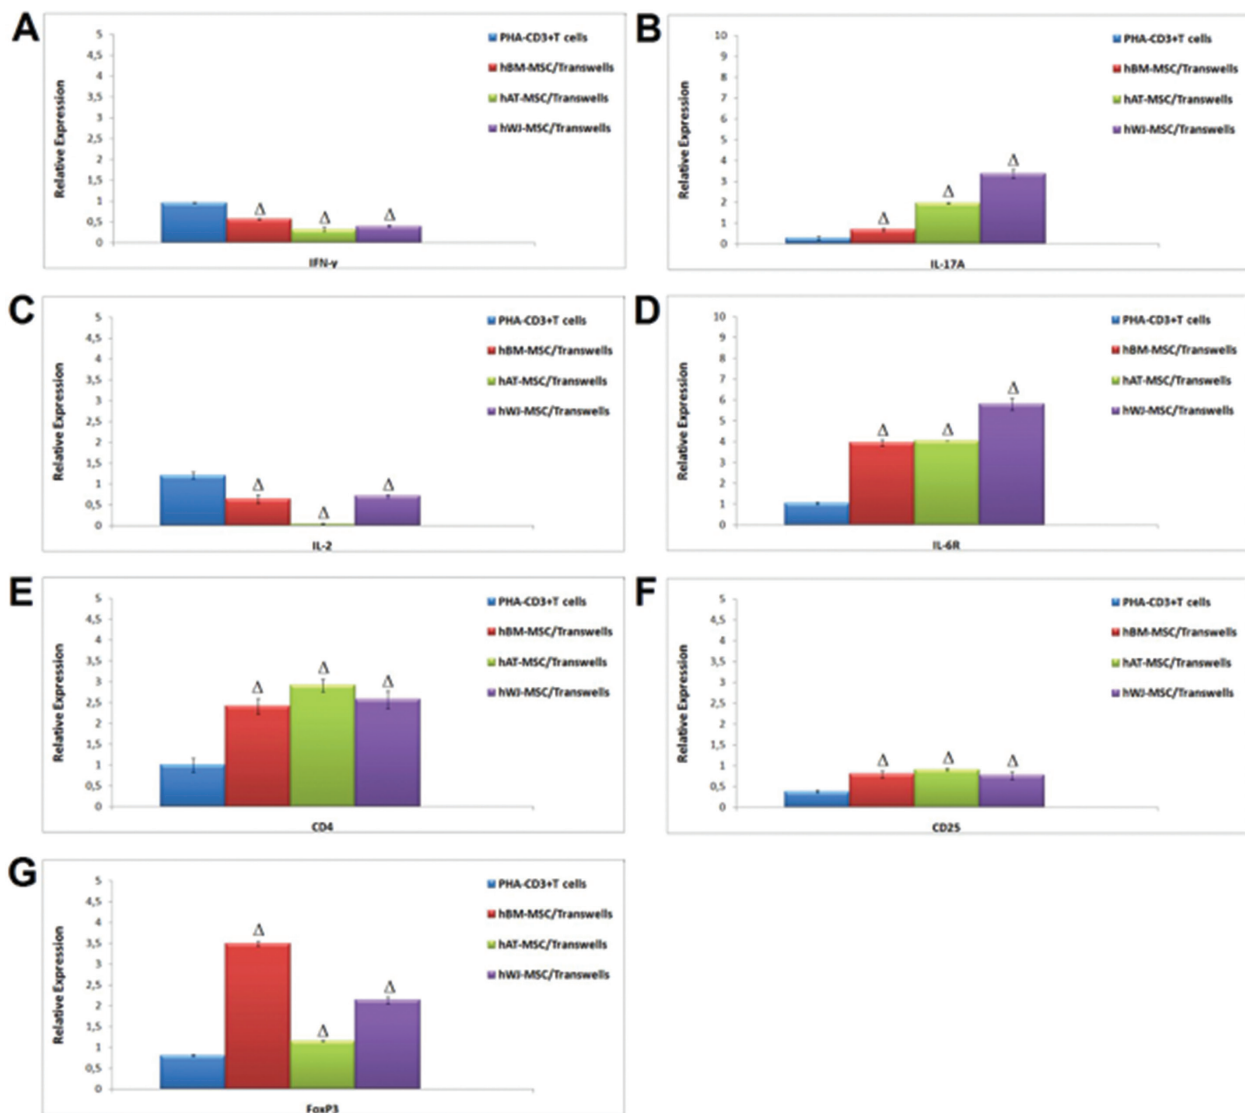 A
Relative Expression
5
4,5
4
3,5
3
2,5
2
1,5
1
0,5
0
PHA-CD3+T cells
hBM-MSC/Transwells
hAT-MSC/Transwells
hWJ-MSC/Transwells
Δ
Δ
Δ
IFN-γ
B
Relative Expression
10
9
8
7
6
5
4
3
2
1
0
PHA-CD3+T cells
hBM-MSC/Transwells
hAT-MSC/Transwells
hWJ-MSC/Transwells
Δ
Δ
Δ
IL-17A
C
Relative Expression
5
4,5
4
3,5
3
2,5
2
1,5
1
0,5
0
PHA-CD3+T cells
hBM-MSC/Transwells
hAT-MSC/Transwells
hWJ-MSC/Transwells
Δ
Δ
Δ
IL-2
D
Relative Expression
10
9
8
7
6
5
4
3
2
1
0
PHA-CD3+T cells
hBM-MSC/Transwells
hAT-MSC/Transwells
hWJ-MSC/Transwells
Δ
Δ
Δ
IL-6R
E
Relative Expression
5
4,5
4
3,5
3
2,5
2
1,5
1
0,5
0
PHA-CD3+T cells
hBM-MSC/Transwells
hAT-MSC/Transwells
hWJ-MSC/Transwells
Δ
Δ
Δ
CD4
F
Relative Expression
5
4,5
4
3,5
3
2,5
2
1,5
1
0,5
0
PHA-CD3+T cells
hBM-MSC/Transwells
hAT-MSC/Transwells
hWJ-MSC/Transwells
Δ
Δ
Δ
CD25
G
Relative Expression
5
4,5
4
3,5
3
2,5
2
1,5
1
0,5
0
PHA-CD3+T cells
hBM-MSC/Transwells
hAT-MSC/Transwells
hWJ-MSC/Transwells
Δ
Δ
Δ
FoxP3